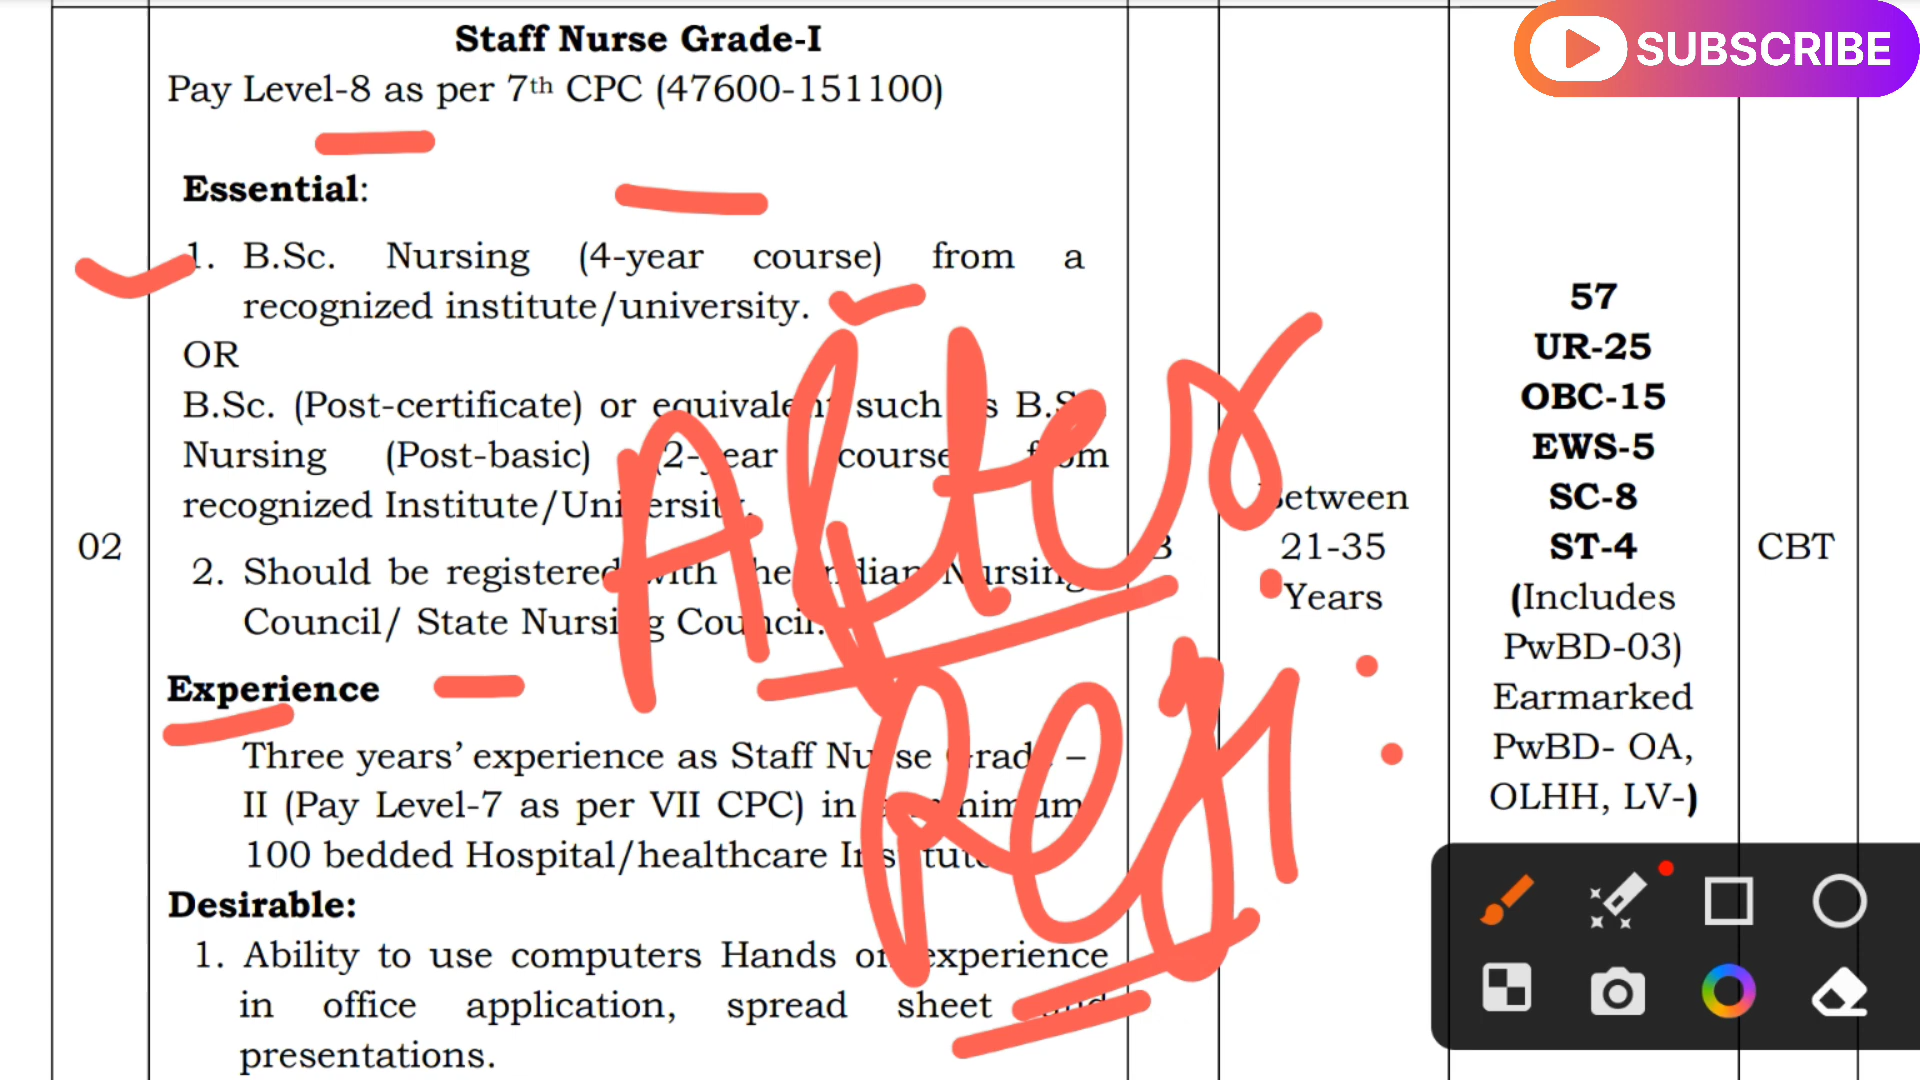 Staff Nurse Grade-I
Pay Level-8 as per 7th CPC (47600-151100)
Essential:
1. B.Sc. Nursing (4-year course) from a
recognized institute/university.
OR
B.Sc. (Post-certificate) or equivalent such as B.Sc
Nursing (Post-basic) (2-year course) from
recognized Institute/University.
2. Should be registered with the Indian Nursing
Council/ State Nursing Council.
Experience
Three years’ experience as Staff Nurse Grade –
II (Pay Level-7 as per VII CPC) in a minimum
100 bedded Hospital/healthcare Institute
Desirable:
1. Ability to use computers Hands on experience
in office application, spread sheet and
presentations.
02
B
Between
21-35
Years
57
UR-25
OBC-15
EWS-5
SC-8
ST-4
(Includes
PwBD-03)
Earmarked
PwBD- OA,
OLHH, LV-)
CBT
SUBSCRIBE
After